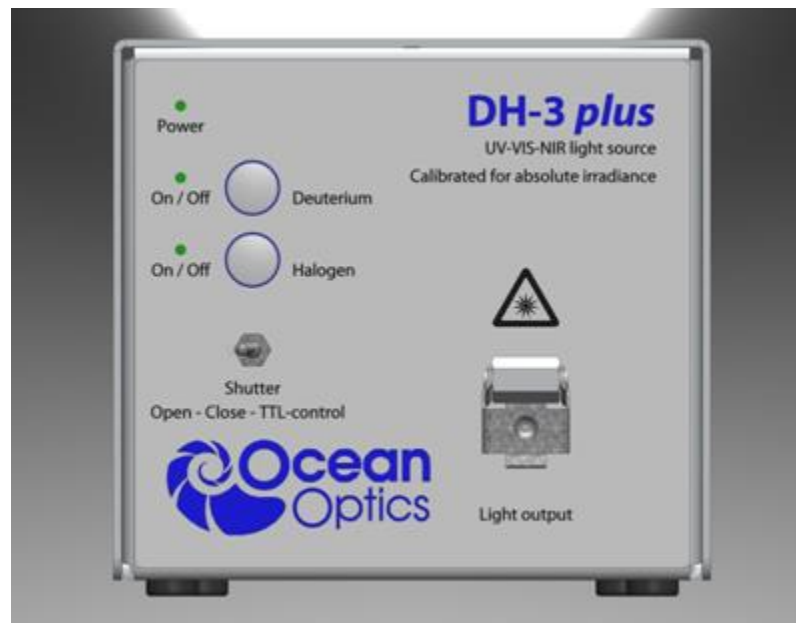 Power
On / Off
Deuterium
On / Off
Halogen
Shutter
Open - Close - TTL-control
Ocean
Optics
DH-3 plus
UV-VIS-NIR light source
Calibrated for absolute irradiance
Light output